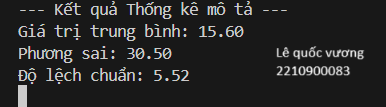 --- Kết quả Thống kê mô tả ---
Giá trị trung bình: 15.60
Phương sai: 30.50
Độ lệch chuẩn: 5.52
Lê quốc vương
2210900083